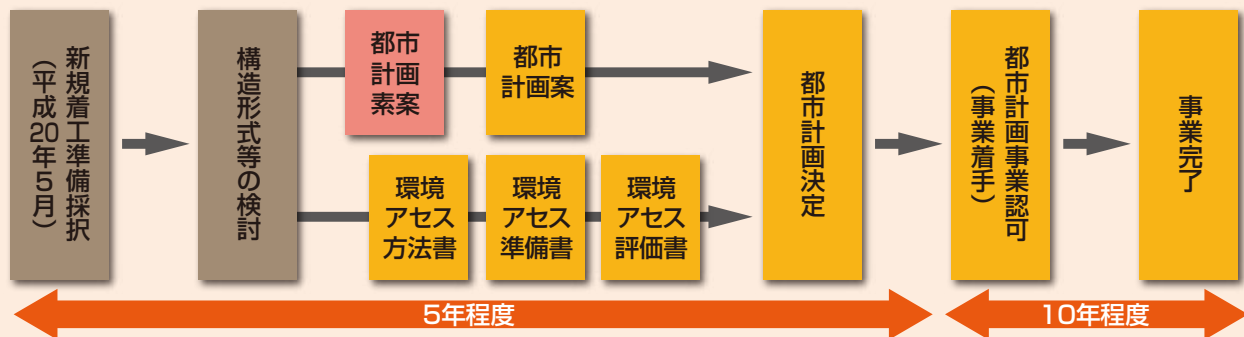 新規着工準備採択
（平成20年5月）
構造形式等の検討
都市
計画
素案
都市
計画案
環境
アセス
方法書
環境
アセス
準備書
環境
アセス
評価書
都市計画決定
都市計画事業認可
（事業着手）
事業完了
5年程度
10年程度